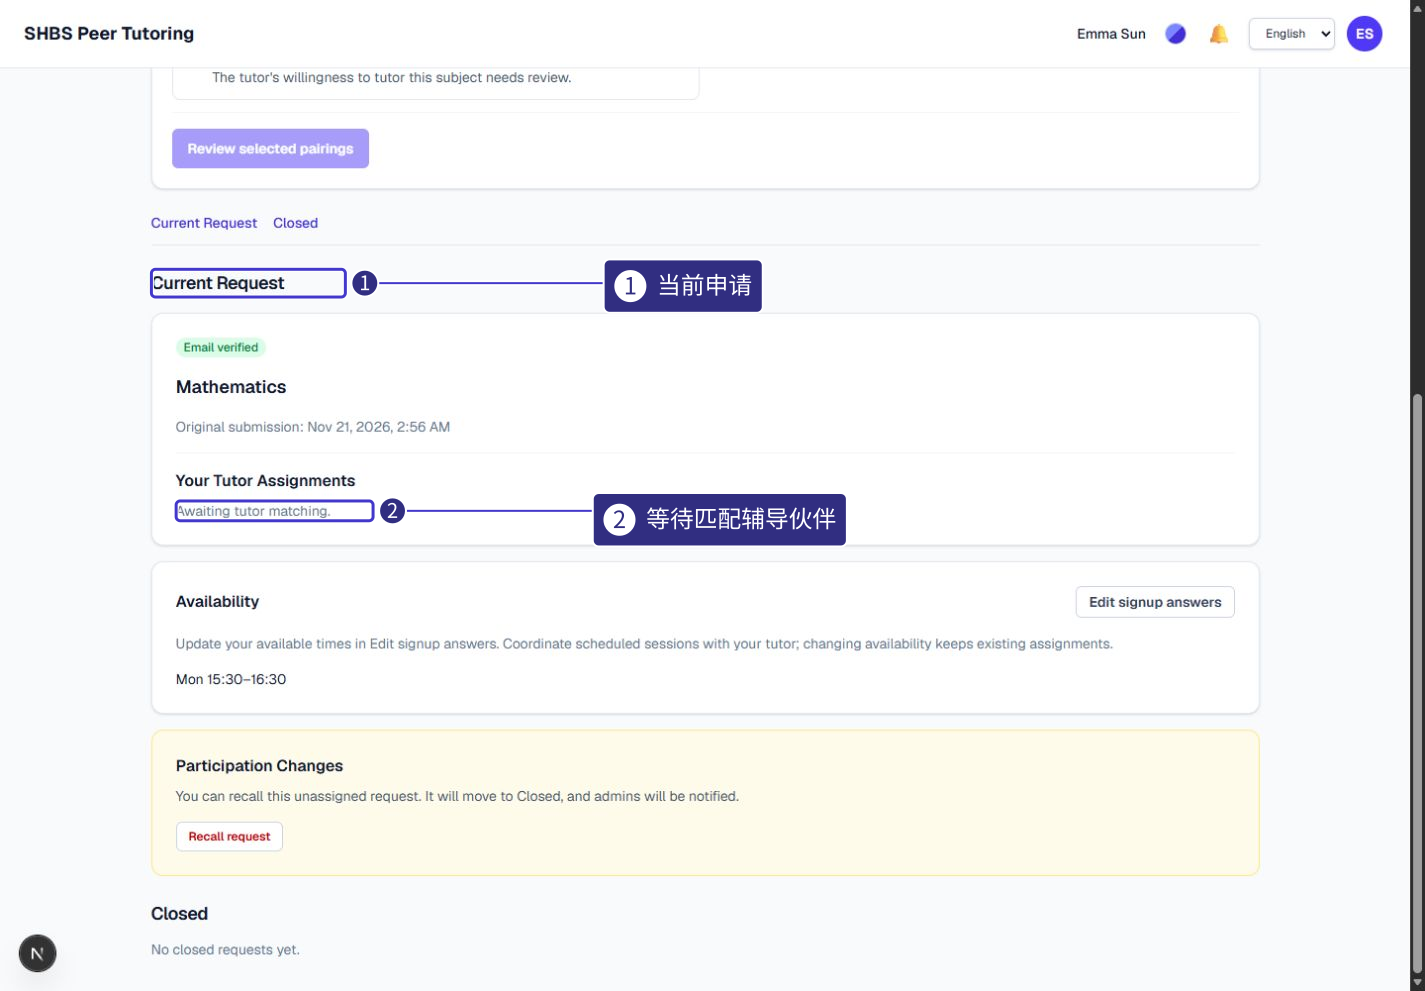 SHBS Peer Tutoring
Emma Sun
English
ES
The tutor's willingness to tutor this subject needs review.
Review selected pairings
Current Request Closed
Current Request 1 1 当前申请
Email verified
Mathematics
Original submission: Nov 21, 2026, 2:56 AM
Your Tutor Assignments
Awaiting tutor matching. 2 2 等待匹配辅导伙伴
Availability
Edit signup answers
Update your available times in Edit signup answers. Coordinate scheduled sessions with your tutor; changing availability keeps existing assignments.
Mon 15:30–16:30
Participation Changes
You can recall this unassigned request. It will move to Closed, and admins will be notified.
Recall request
Closed
No closed requests yet.
N